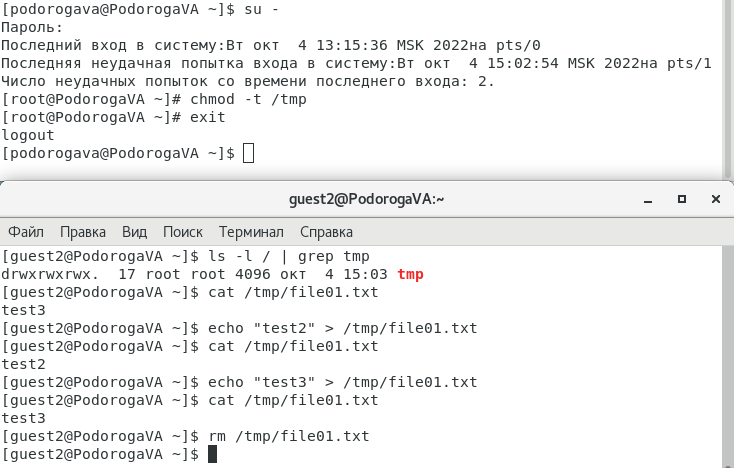 [podorogava@PodorogaVA ~]$ su -
Пароль:
Последний вход в систему:Вт окт  4 13:15:36 MSK 2022на pts/0
Последняя неудачная попытка входа в систему:Вт окт  4 15:02:54 MSK 2022на pts/1
Число неудачных попыток со времени последнего входа: 2.
[root@PodorogaVA ~]# chmod -t /tmp
[root@PodorogaVA ~]# exit
logout
[podorogava@PodorogaVA ~]$
guest2@PodorogaVA:~
Файл Правка Вид Поиск Терминал Справка
[guest2@PodorogaVA ~]$ ls -l / | grep tmp
drwxrwxrwx.  17 root root 4096 окт  4 15:03 tmp
[guest2@PodorogaVA ~]$ cat /tmp/file01.txt
test3
[guest2@PodorogaVA ~]$ echo "test2" > /tmp/file01.txt
[guest2@PodorogaVA ~]$ cat /tmp/file01.txt
test2
[guest2@PodorogaVA ~]$ echo "test3" > /tmp/file01.txt
[guest2@PodorogaVA ~]$ cat /tmp/file01.txt
test3
[guest2@PodorogaVA ~]$ rm /tmp/file01.txt
[guest2@PodorogaVA ~]$